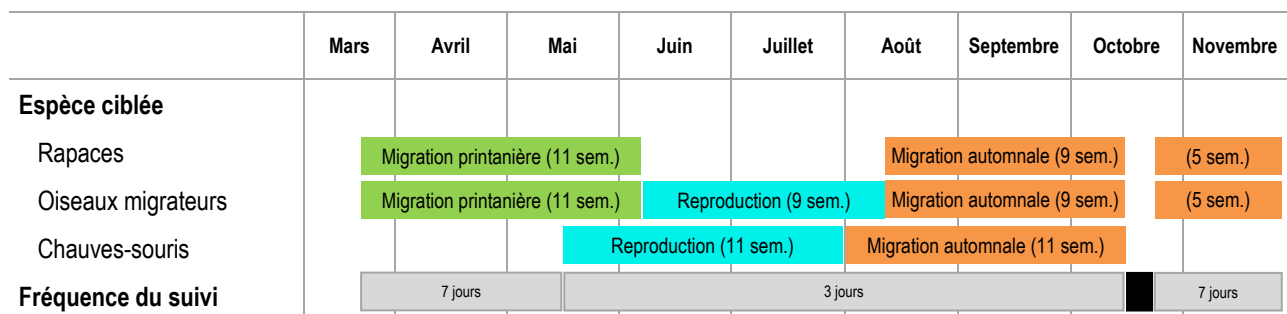 Mars Avril Mai Juin Juillet Août Septembre Octobre Novembre
Espèce ciblée
Rapaces Migration printanière (11 sem.) Migration automnale (9 sem.) (5 sem.)
Oiseaux migrateurs Migration printanière (11 sem.) Reproduction (9 sem.) Migration automnale (9 sem.) (5 sem.)
Chauves-souris Reproduction (11 sem.) Migration automnale (11 sem.)
Fréquence du suivi 7 jours 3 jours 7 jours